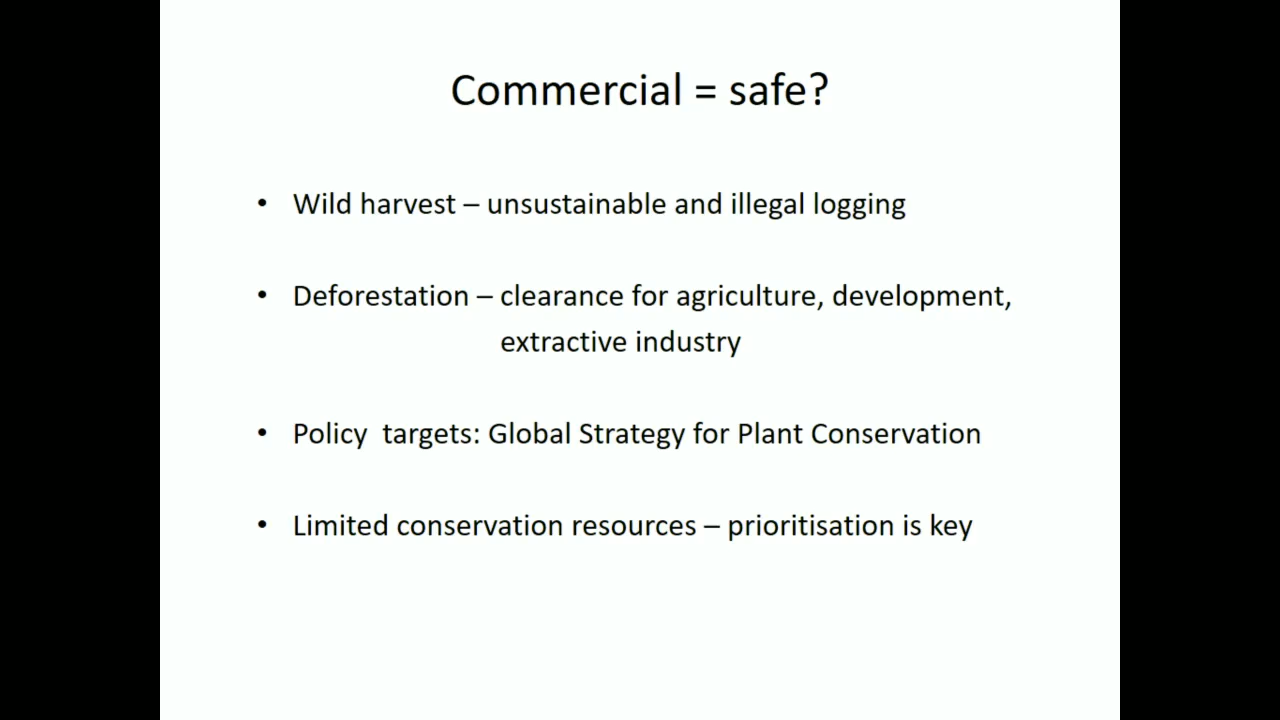 Commercial = safe?
• Wild harvest – unsustainable and illegal logging
• Deforestation – clearance for agriculture, development,
extractive industry
• Policy  targets: Global Strategy for Plant Conservation
• Limited conservation resources – prioritisation is key